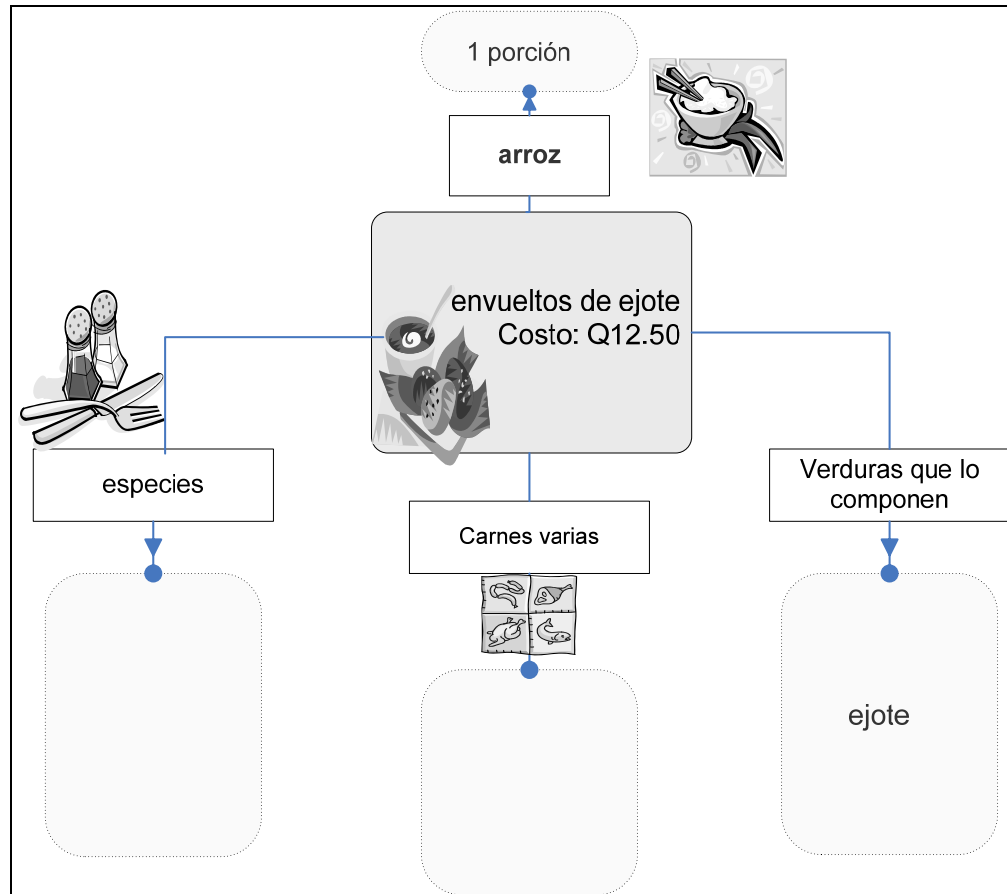 1 porción
arroz
envueltos de ejote
Costo: Q12.50
especies
Carnes varias
Verduras que lo
componen
ejote